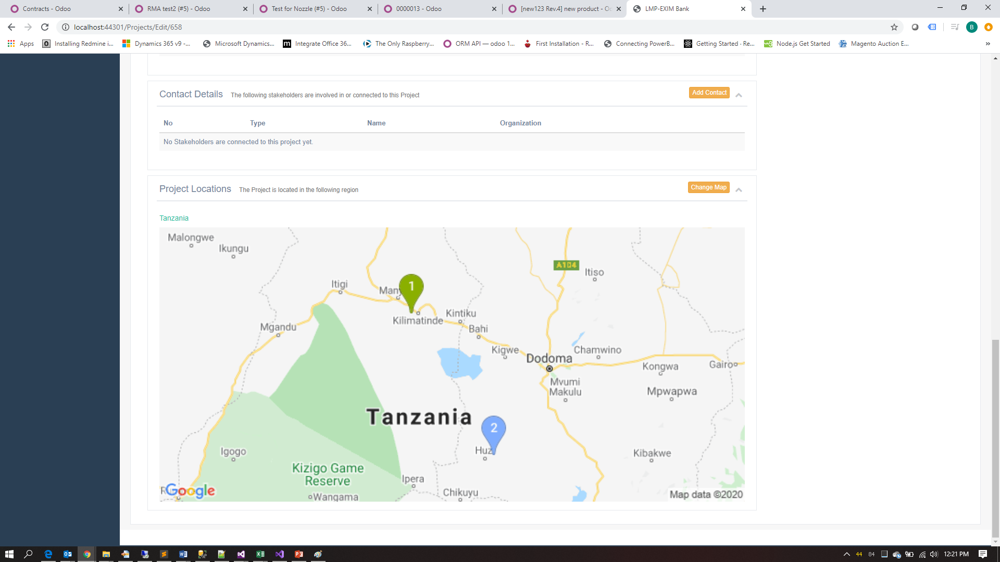 Contracts - Odoo
RMA test2 (#5) - Odoo
Test for Nozzle (#5) - Odoo
0000013 - Odoo
[new123 Rev.4] new product - O
LMP-EXIM Bank
localhost:44301/Projects/Edit/658
B
Apps
Installing Redmine i...
Dynamics 365 v9 -...
Microsoft Dynamics...
m
Integrate Office 36...
The Only Raspberry...
ORM API — odoo 1...
First Installation - R...
Connecting PowerB...
Getting Started · Re...
Node.js Get Started
Magento Auction E...
»
Contact Details The following stakeholders are involved in or connected to this Project Add Contact
No Type Name Organization
No Stakeholders are connected to this project yet.
Project Locations The Project is located in the following region Change Map
Tanzania
Malongwe
Ikungu
A104
Itiso
Itigi
Many
1
Kilimatinde
Kintiku
Mgandu
Bahi
Kigwe
Dodoma
Chamwino
Kongwa
Gairo
Mvumi
Makulu
Mpwapwa
Tanzania
2
Huz
Igogo
Kibakwe
Kizigo Game
Reserve
Ipera
Chikuyu
Wangama
R
Google
Map data ©2020
44 84 12:21 PM